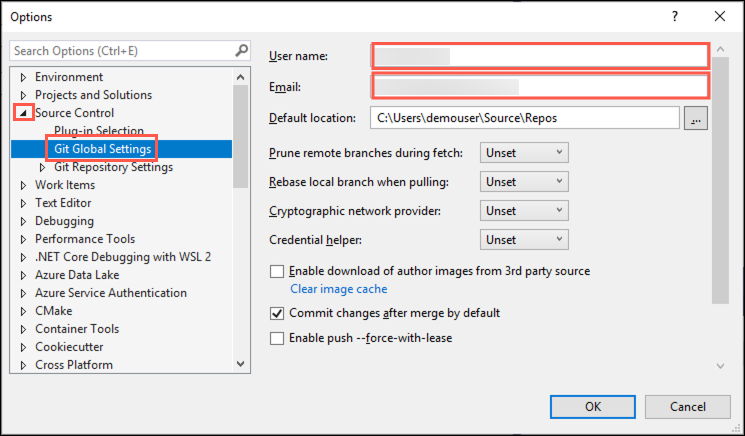 Options
?
Search Options (Ctrl+E)
Environment
Projects and Solutions
Source Control
Plug-in Selection
Git Global Settings
Git Repository Settings
Work Items
Text Editor
Debugging
Performance Tools
.NET Core Debugging with WSL 2
Azure Data Lake
Azure Service Authentication
CMake
Container Tools
Cookiecutter
Cross Platform
User name:
Email:
Default location: C:\Users\demouser\Source\Repos ...
Prune remote branches during fetch: Unset
Rebase local branch when pulling: Unset
Cryptographic network provider: Unset
Credential helper: Unset
Enable download of author images from 3rd party source
Clear image cache
Commit changes after merge by default
Enable push --force-with-lease
OK Cancel